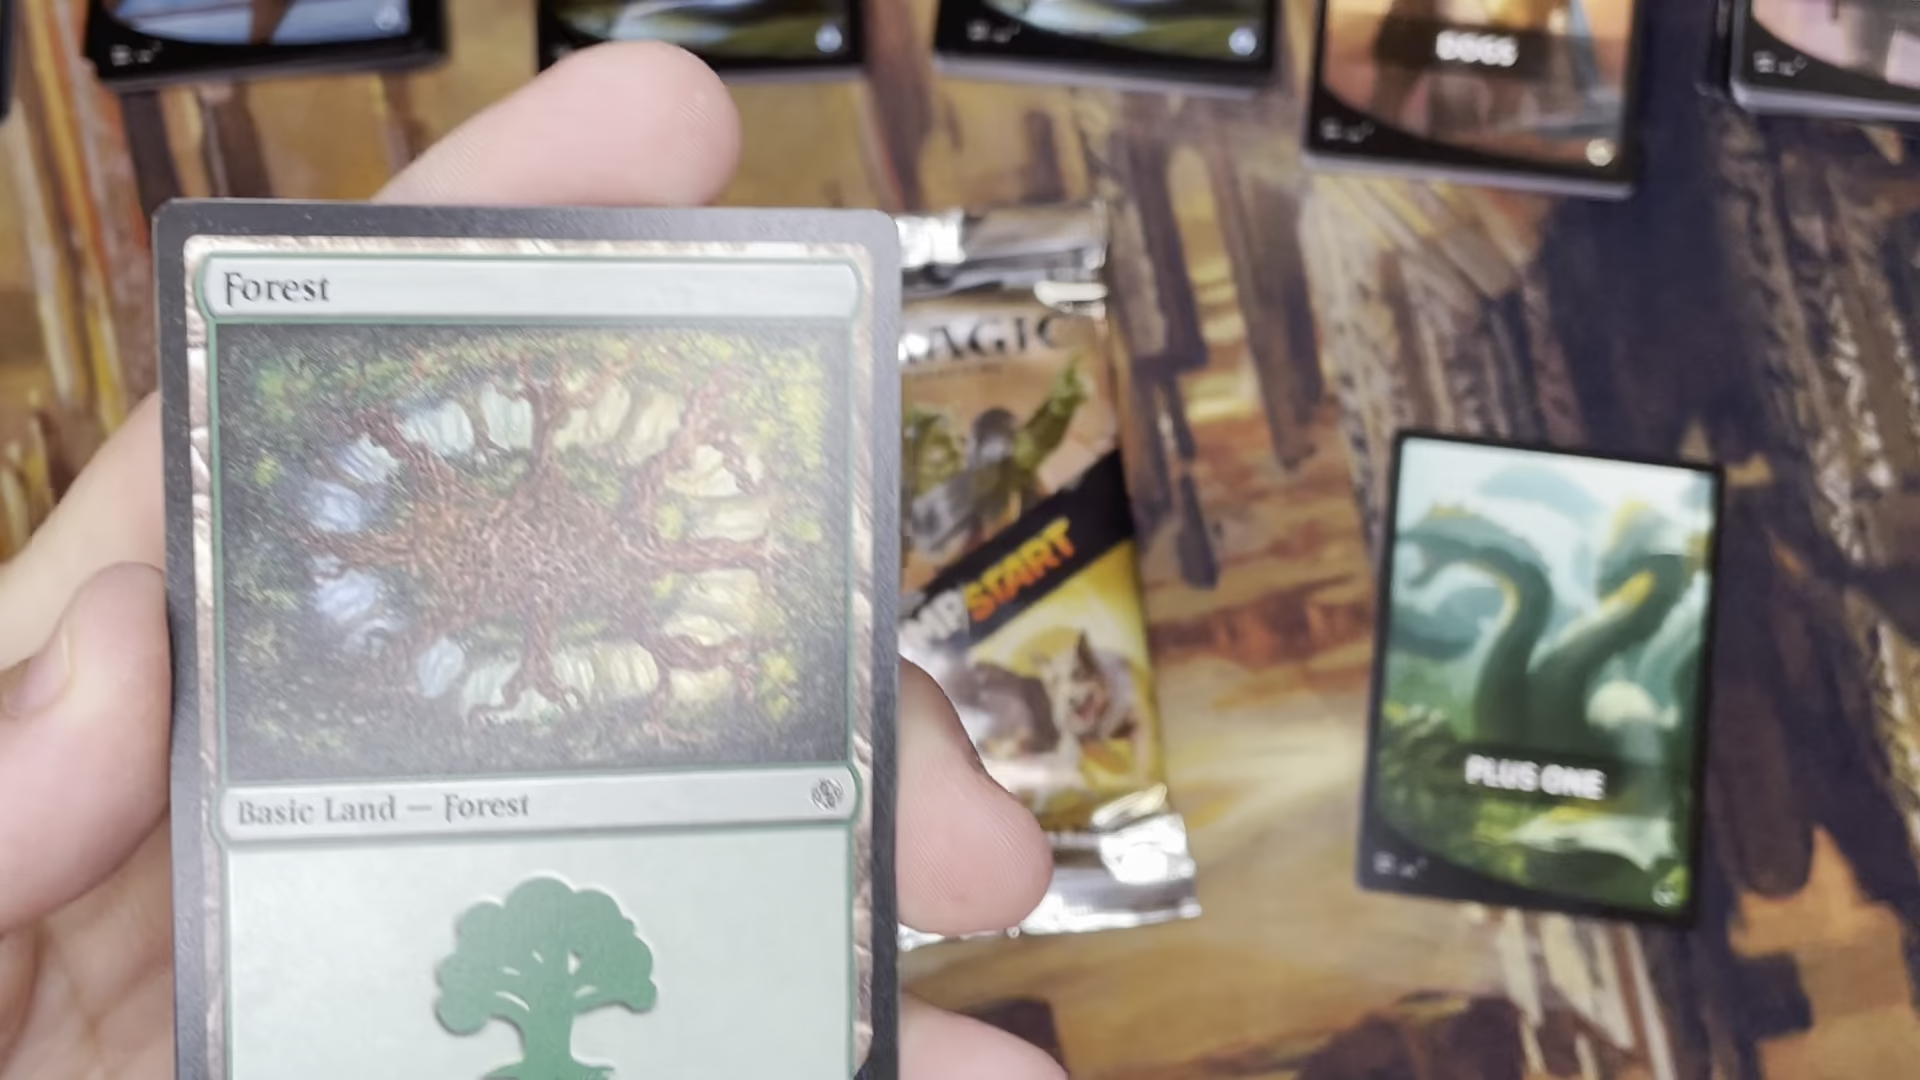 DOGS
Forest
MAGIC
JUMPSTART
Basic Land — Forest
PLUS ONE